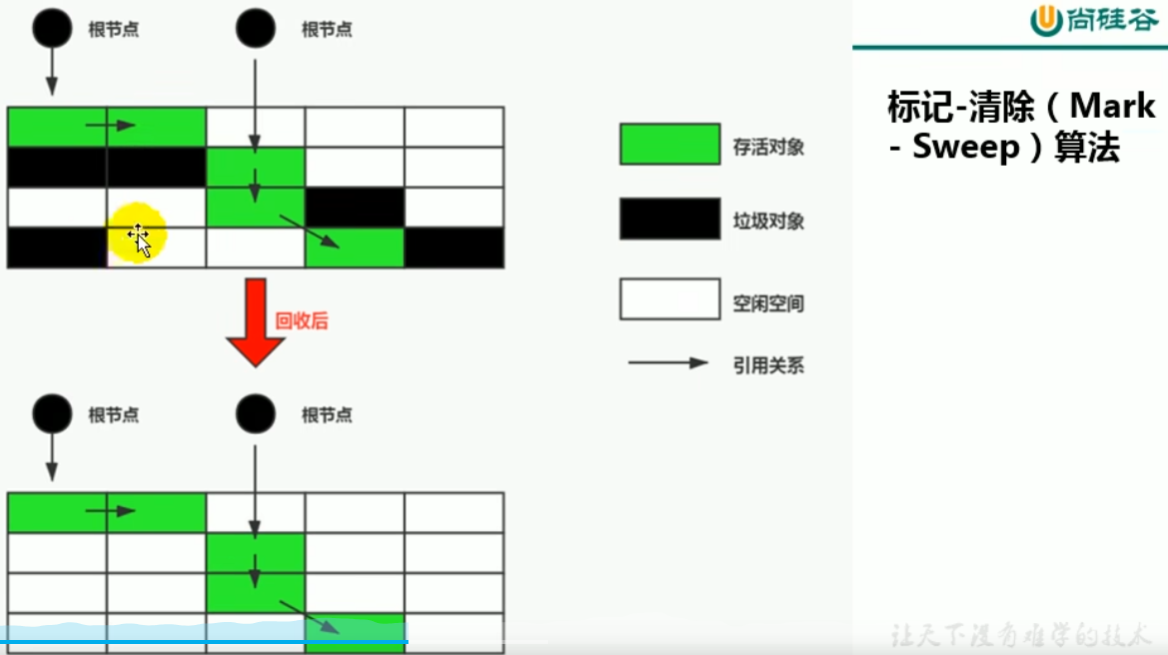 根节点
根节点
尚硅谷
标记-清除（Mark
- Sweep）算法
存活对象
垃圾对象
空闲空间
引用关系
回收后
根节点
根节点
让天下没有难学的技术